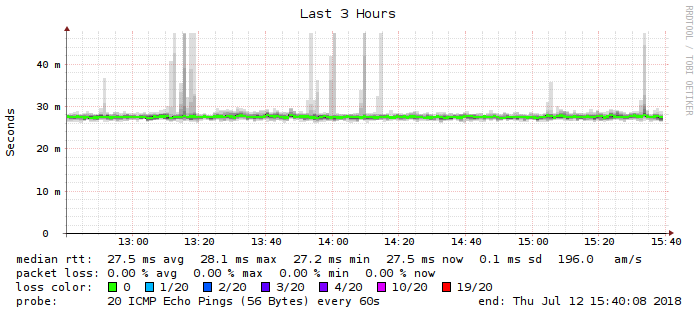 Last 3 Hours
RRDTOOL / TOBI OETIKER
Seconds
40 m
30 m
20 m
10 m
0
13:00 13:20 13:40 14:00 14:20 14:40 15:00 15:20 15:40
median rtt: 27.5 ms avg 28.1 ms max 27.2 ms min 27.5 ms now 0.1 ms sd 196.0 am/s
packet loss: 0.00 % avg 0.00 % max 0.00 % min 0.00 % now
loss color: 0 1/20 2/20 3/20 4/20 10/20 19/20
probe: 20 ICMP Echo Pings (56 Bytes) every 60s end: Thu Jul 12 15:40:08 2018